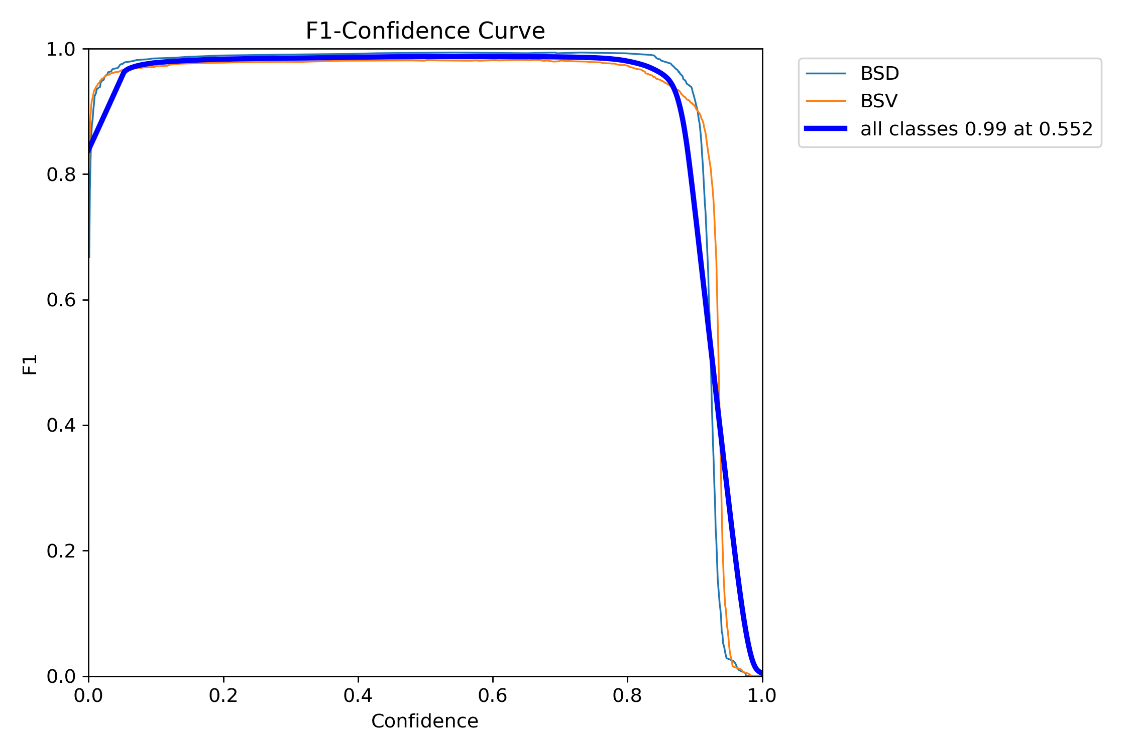 F1-Confidence Curve
1.0
0.8
0.6
0.4
0.2
0.0
F1
0.0 0.2 0.4 0.6 0.8 1.0
Confidence
BSD
BSV
all classes 0.99 at 0.552